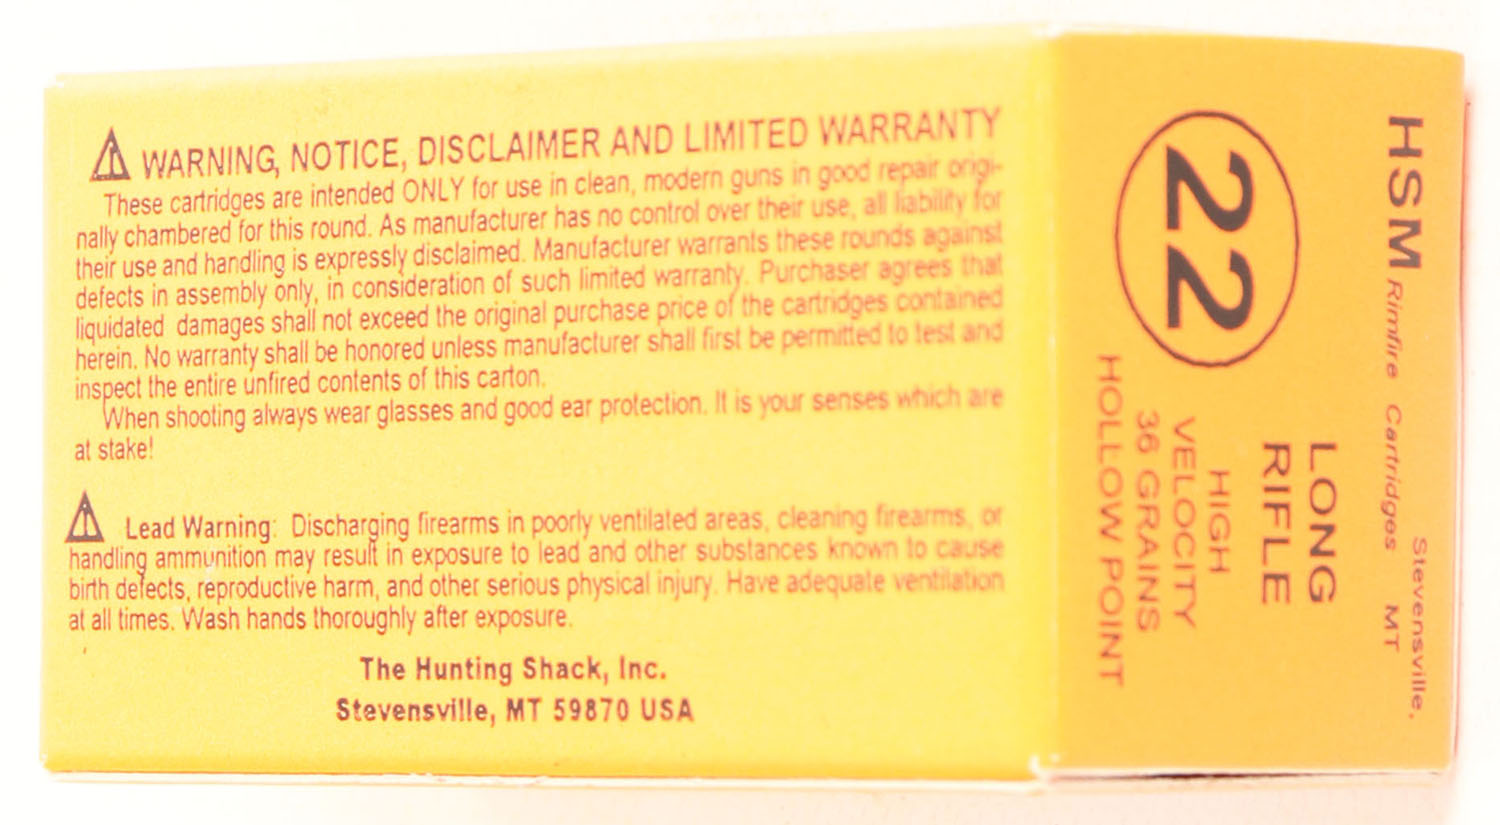 WARNING, NOTICE, DISCLAIMER AND LIMITED WARRANTY
These cartridges are intended ONLY for use in clean, modern guns in good repair origi-
nally chambered for this round. As manufacturer has no control over their use, all liability for
their use and handling is expressly disclaimed. Manufacturer warrants these rounds against
defects in assembly only, in consideration of such limited warranty. Purchaser agrees that
liquidated damages shall not exceed the original purchase price of the cartridges contained
herein. No warranty shall be honored unless manufacturer shall first be permitted to test and
inspect the entire unfired contents of this carton.
When shooting always wear glasses and good ear protection. It is your senses which are
at stake!
Lead Warning: Discharging firearms in poorly ventilated areas, cleaning firearms, or
handling ammunition may result in exposure to lead and other substances known to cause
birth defects, reproductive harm, and other serious physical injury. Have adequate ventilation
at all times. Wash hands thoroughly after exposure.
The Hunting Shack, Inc.
Stevensville, MT 59870 USA
HSM Rimfire Cartridges
Stevensville,
MT
22
LONG
RIFLE
HIGH
VELOCITY
36 GRAINS
HOLLOW POINT